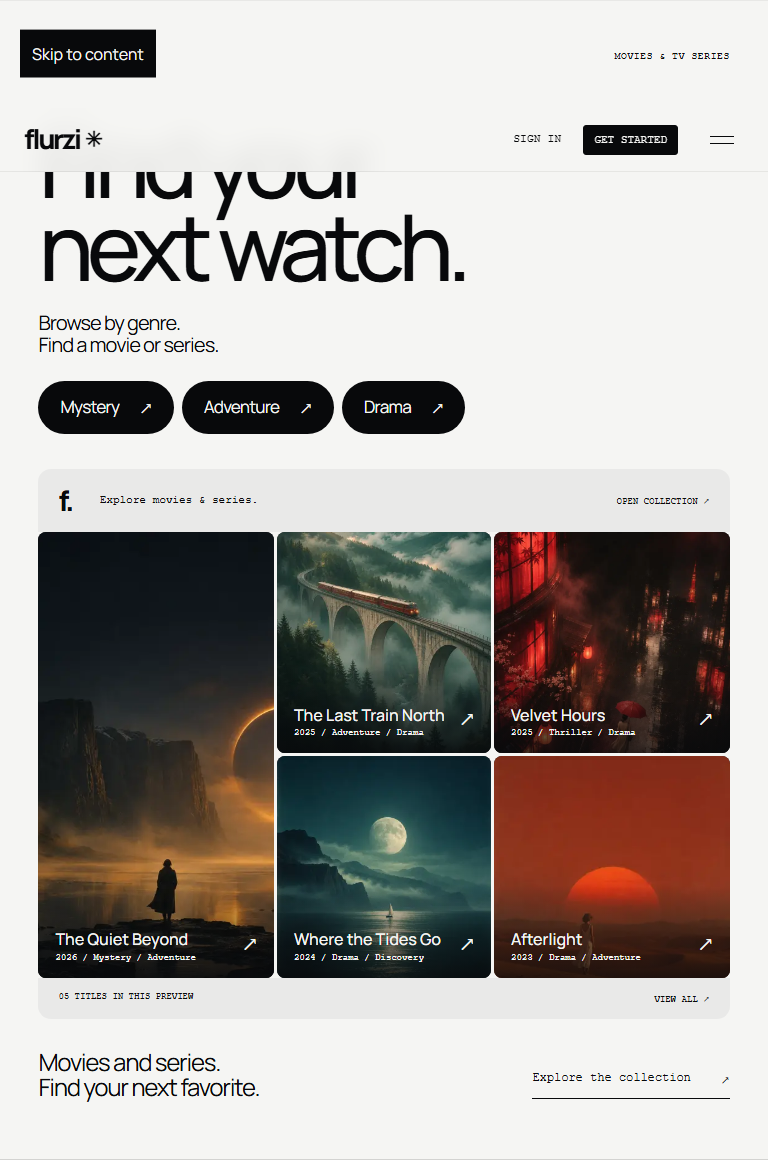 Skip to content
MOVIES & TV SERIES
flurzi
SIGN IN
GET STARTED
Find your
next watch.
Browse by genre.
Find a movie or series.
Mystery ↗
Adventure ↗
Drama ↗
f.
Explore movies & series.
OPEN COLLECTION ↗
The Last Train North ↗
2025 / Adventure / Drama
Velvet Hours ↗
2025 / Thriller / Drama
The Quiet Beyond ↗
2026 / Mystery / Adventure
Where the Tides Go ↗
2024 / Drama / Discovery
Afterlight ↗
2023 / Drama / Adventure
05 TITLES IN THIS PREVIEW
VIEW ALL ↗
Movies and series.
Find your next favorite.
Explore the collection ↗